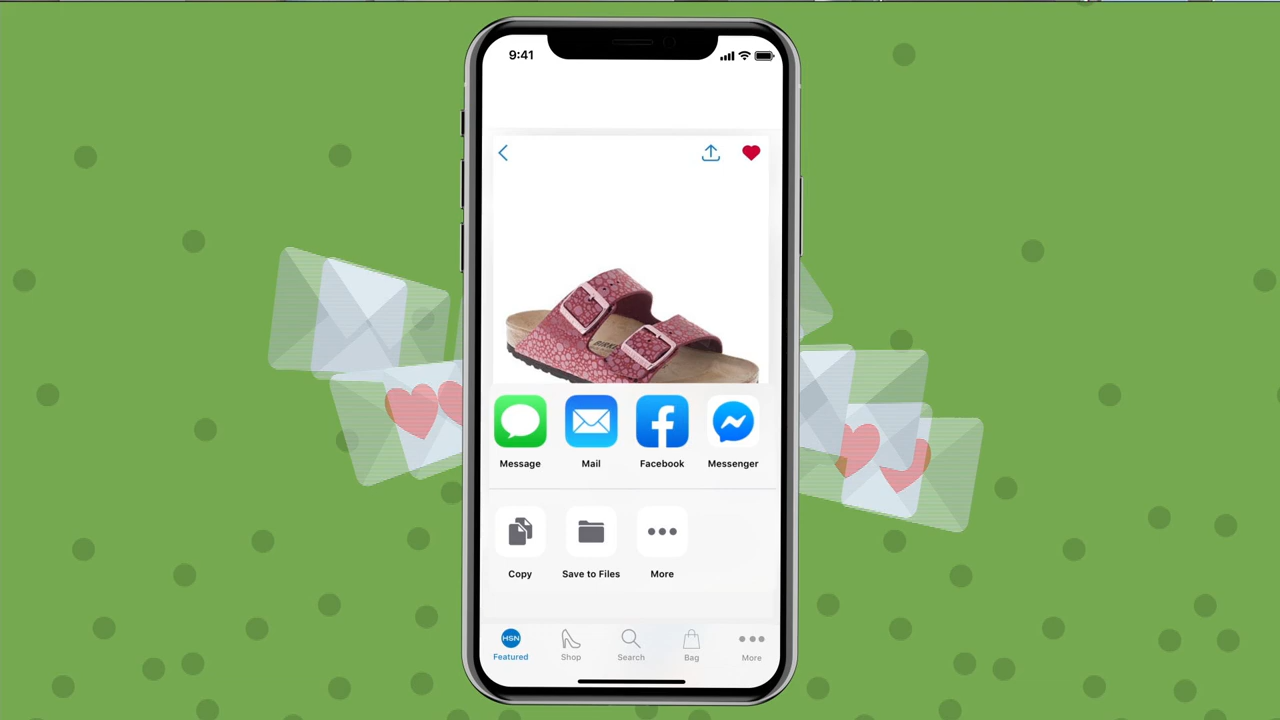 9:41
Message Mail Facebook Messenger
Copy Save to Files More
HSN
Featured Shop Search Bag More